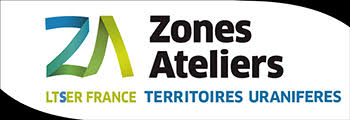 ZA Zones
Ateliers
LTSER FRANCE TERRITOIRES URANIFERES